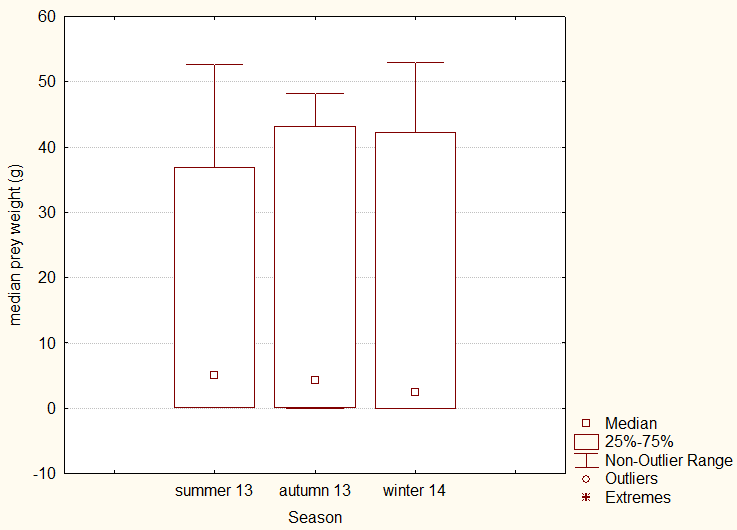 60
50
40
30
20
10
0
-10
median prey weight (g)
summer 13 autumn 13 winter 14
Season
Median
25%-75%
Non-Outlier Range
Outliers
Extremes